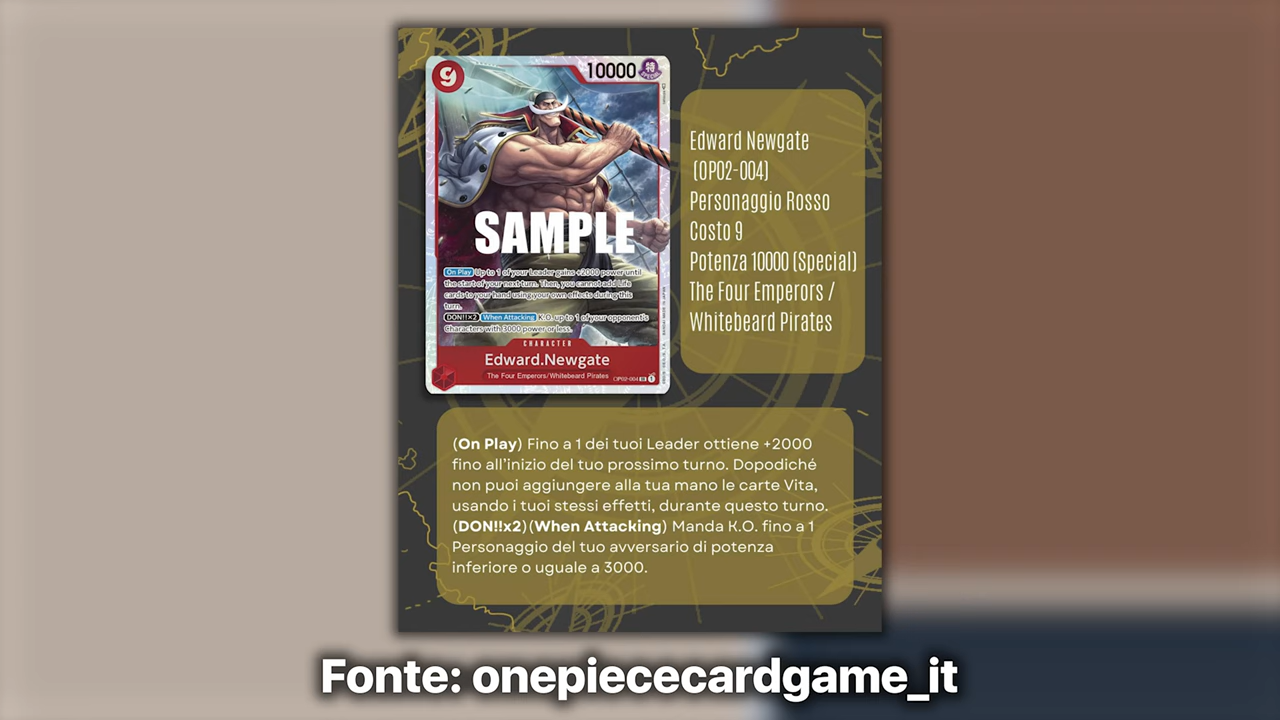 9
10000 特
SPECIAL
SAMPLE
On Play Up to 1 of your Leader gains +2000 power until
the start of your next turn. Then, you cannot add Life
cards to your hand using your own effects during this
turn.
DON!!×2 When Attacking K.O. up to 1 of your opponent's
Characters with 3000 power or less.
CHARACTER
Edward.Newgate
The Four Emperors/Whitebeard Pirates OP02-004 SR 1
Edward Newgate
(OP02-004)
Personaggio Rosso
Costo 9
Potenza 10000 (Special)
The Four Emperors /
Whitebeard Pirates
(On Play) Fino a 1 dei tuoi Leader ottiene +2000
fino all'inizio del tuo prossimo turno. Dopodiché
non puoi aggiungere alla tua mano le carte Vita,
usando i tuoi stessi effetti, durante questo turno.
(DON!!x2)(When Attacking) Manda K.O. fino a 1
Personaggio del tuo avversario di potenza
inferiore o uguale a 3000.
Fonte: onepiececardgame_it